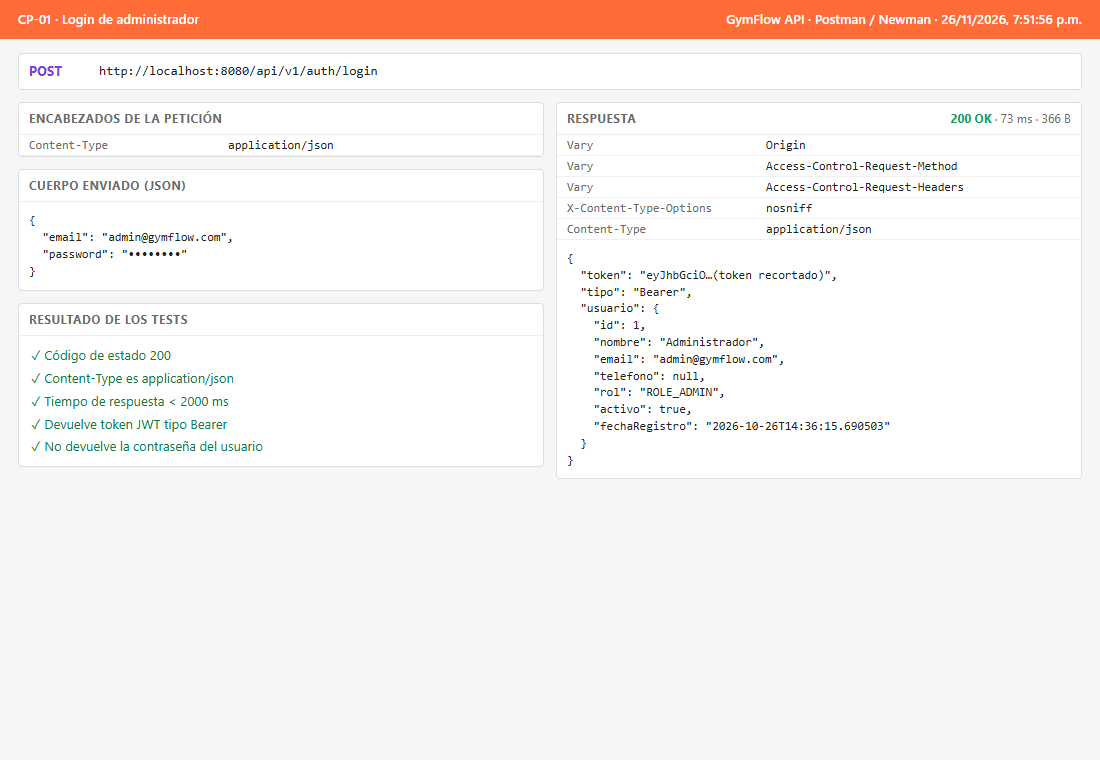 CP-01 · Login de administrador
GymFlow API · Postman / Newman · 26/11/2026, 7:51:56 p.m.
POST http://localhost:8080/api/v1/auth/login
ENCABEZADOS DE LA PETICIÓN
Content-Type application/json
CUERPO ENVIADO (JSON)
{
  "email": "admin@gymflow.com",
  "password": "••••••••"
}
RESULTADO DE LOS TESTS
✓ Código de estado 200
✓ Content-Type es application/json
✓ Tiempo de respuesta < 2000 ms
✓ Devuelve token JWT tipo Bearer
✓ No devuelve la contraseña del usuario
RESPUESTA 200 OK · 73 ms · 366 B
Vary Origin
Vary Access-Control-Request-Method
Vary Access-Control-Request-Headers
X-Content-Type-Options nosniff
Content-Type application/json
{
  "token": "eyJhbGciO…(token recortado)",
  "tipo": "Bearer",
  "usuario": {
    "id": 1,
    "nombre": "Administrador",
    "email": "admin@gymflow.com",
    "telefono": null,
    "rol": "ROLE_ADMIN",
    "activo": true,
    "fechaRegistro": "2026-10-26T14:36:15.690503"
  }
}